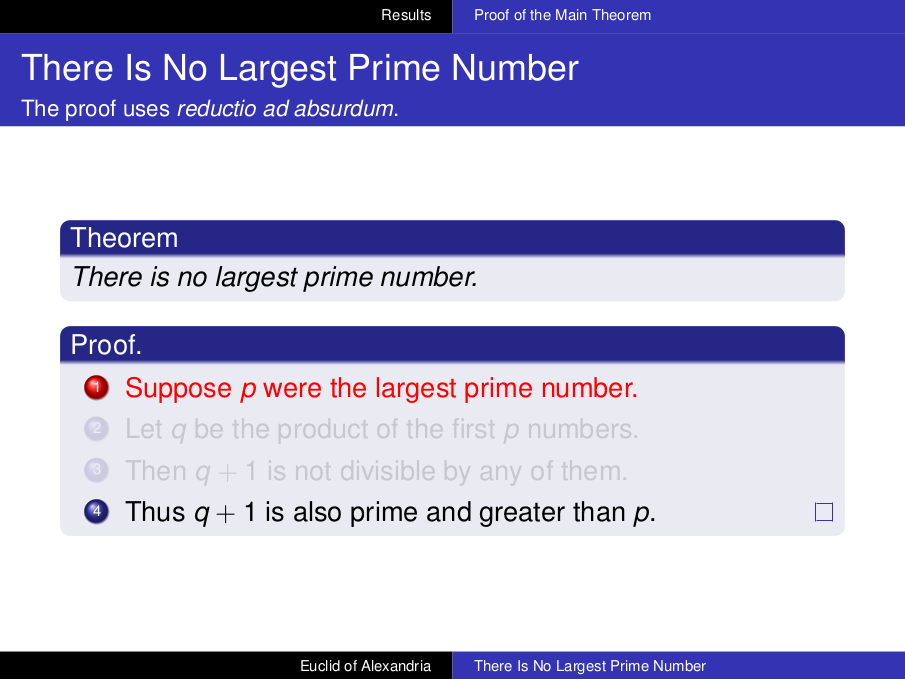 Results Proof of the Main Theorem
There Is No Largest Prime Number
The proof uses reductio ad absurdum.
Theorem
There is no largest prime number.
Proof.
1 Suppose p were the largest prime number.
2 Let q be the product of the first p numbers.
3 Then q + 1 is not divisible by any of them.
4 Thus q + 1 is also prime and greater than p. □
Euclid of Alexandria There Is No Largest Prime Number